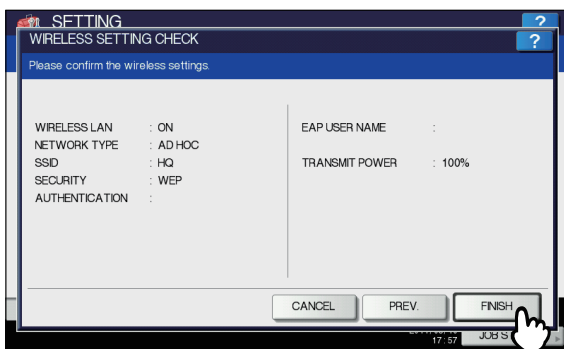 SETTING
?
WIRELESS SETTING CHECK
?
Please confirm the wireless settings.
WIRELESS LAN : ON
NETWORK TYPE : AD HOC
SSID : HQ
SECURITY : WEP
AUTHENTICATION :
EAP USER NAME :
TRANSMIT POWER : 100%
CANCEL
PREV.
FINISH
17 : 57
JOB S